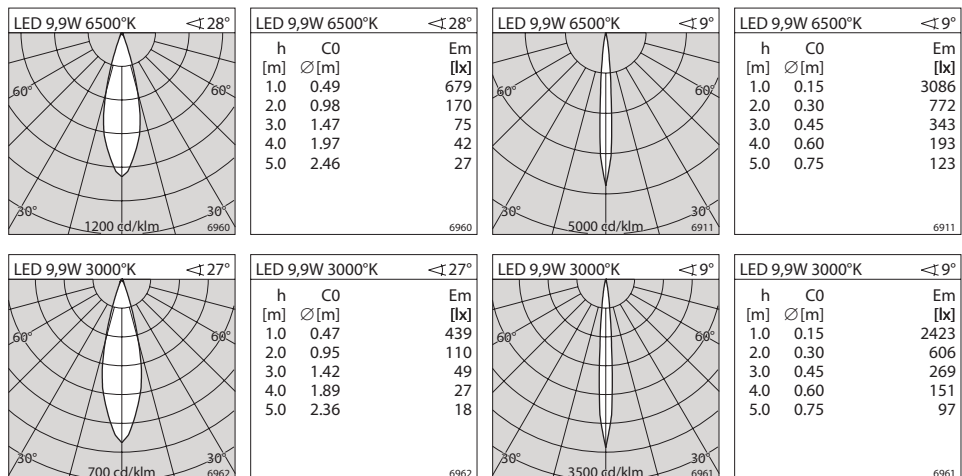 LED 9,9W 6500°K ∢ 28°
60° 60°
30° 30°
1200 cd/klm 6960
LED 9,9W 6500°K ∢ 28°
h C0 Em
[m] ∅[m] [lx]
1.0 0.49 679
2.0 0.98 170
3.0 1.47 75
4.0 1.97 42
5.0 2.46 27
6960
LED 9,9W 6500°K ∢ 9°
60° 60°
30° 30°
5000 cd/klm 6911
LED 9,9W 6500°K ∢ 9°
h C0 Em
[m] ∅[m] [lx]
1.0 0.15 3086
2.0 0.30 772
3.0 0.45 343
4.0 0.60 193
5.0 0.75 123
6911
LED 9,9W 3000°K ∢ 27°
60° 60°
30° 30°
700 cd/klm 6962
LED 9,9W 3000°K ∢ 27°
h C0 Em
[m] ∅[m] [lx]
1.0 0.47 439
2.0 0.95 110
3.0 1.42 49
4.0 1.89 27
5.0 2.36 18
6962
LED 9,9W 3000°K ∢ 9°
60° 60°
30° 30°
3500 cd/klm 6961
LED 9,9W 3000°K ∢ 9°
h C0 Em
[m] ∅[m] [lx]
1.0 0.15 2423
2.0 0.30 606
3.0 0.45 269
4.0 0.60 151
5.0 0.75 97
6961